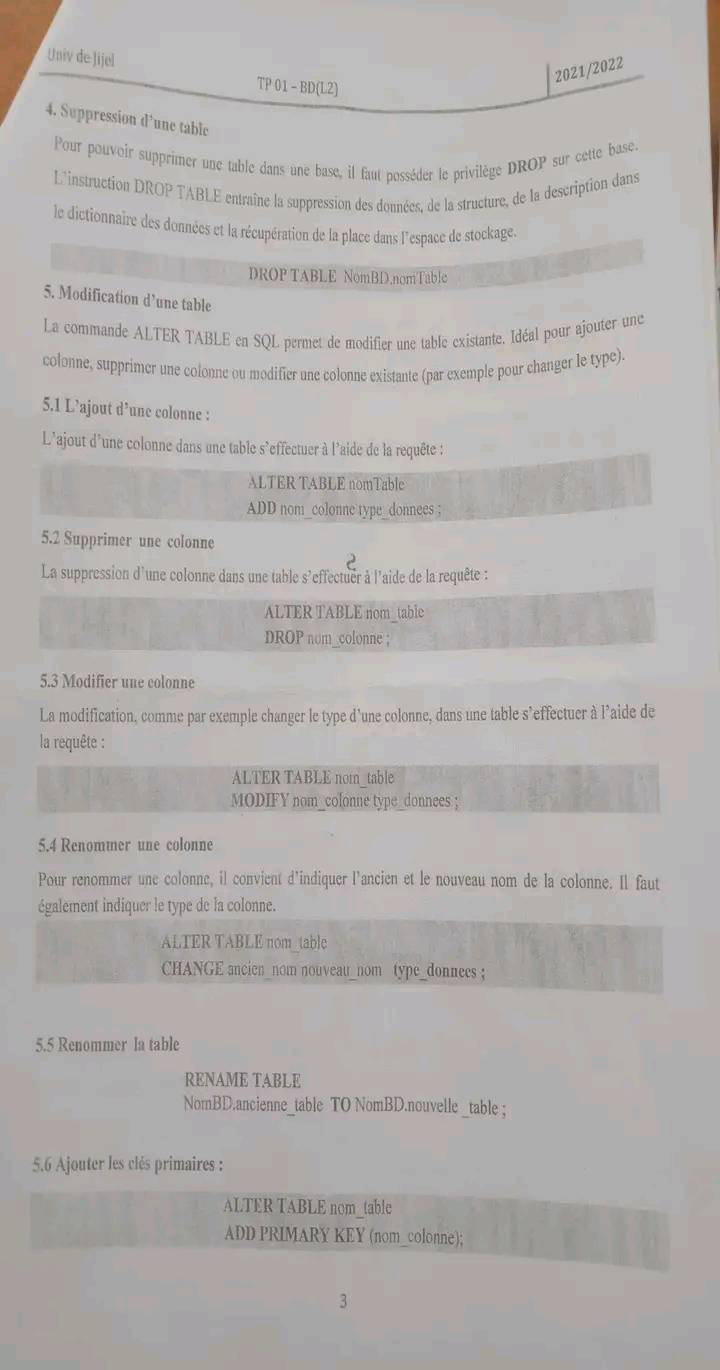 Univ de Jijel
TP 01 – BD(L2)
2021/2022
4. Suppression d'une table
Pour pouvoir supprimer une table dans une base, il faut posséder le privilège DROP sur cette base.
L'instruction DROP TABLE entraîne la suppression des données, de la structure, de la description dans
le dictionnaire des données et la récupération de la place dans l'espace de stockage.
DROP TABLE NomBD.nomTable
5. Modification d'une table
La commande ALTER TABLE en SQL permet de modifier une table existante. Idéal pour ajouter une
colonne, supprimer une colonne ou modifier une colonne existante (par exemple pour changer le type).
5.1 L'ajout d'une colonne :
L'ajout d'une colonne dans une table s'effectuer à l'aide de la requête :
ALTER TABLE nomTable
ADD nom_colonne type_donnees ;
5.2 Supprimer une colonne
La suppression d'une colonne dans une table s'effectuer à l'aide de la requête :
ALTER TABLE nom_table
DROP nom_colonne ;
5.3 Modifier une colonne
La modification, comme par exemple changer le type d'une colonne, dans une table s'effectuer à l'aide de
la requête :
ALTER TABLE nom_table
MODIFY nom_colonne type_donnees ;
5.4 Renommer une colonne
Pour renommer une colonne, il convient d'indiquer l'ancien et le nouveau nom de la colonne. Il faut
également indiquer le type de la colonne.
ALTER TABLE nom_table
CHANGE ancien_nom nouveau_nom type_donnees ;
5.5 Renommer la table
RENAME TABLE
NomBD.ancienne_table TO NomBD.nouvelle _table ;
5.6 Ajouter les clés primaires :
ALTER TABLE nom_table
ADD PRIMARY KEY (nom_colonne);
3